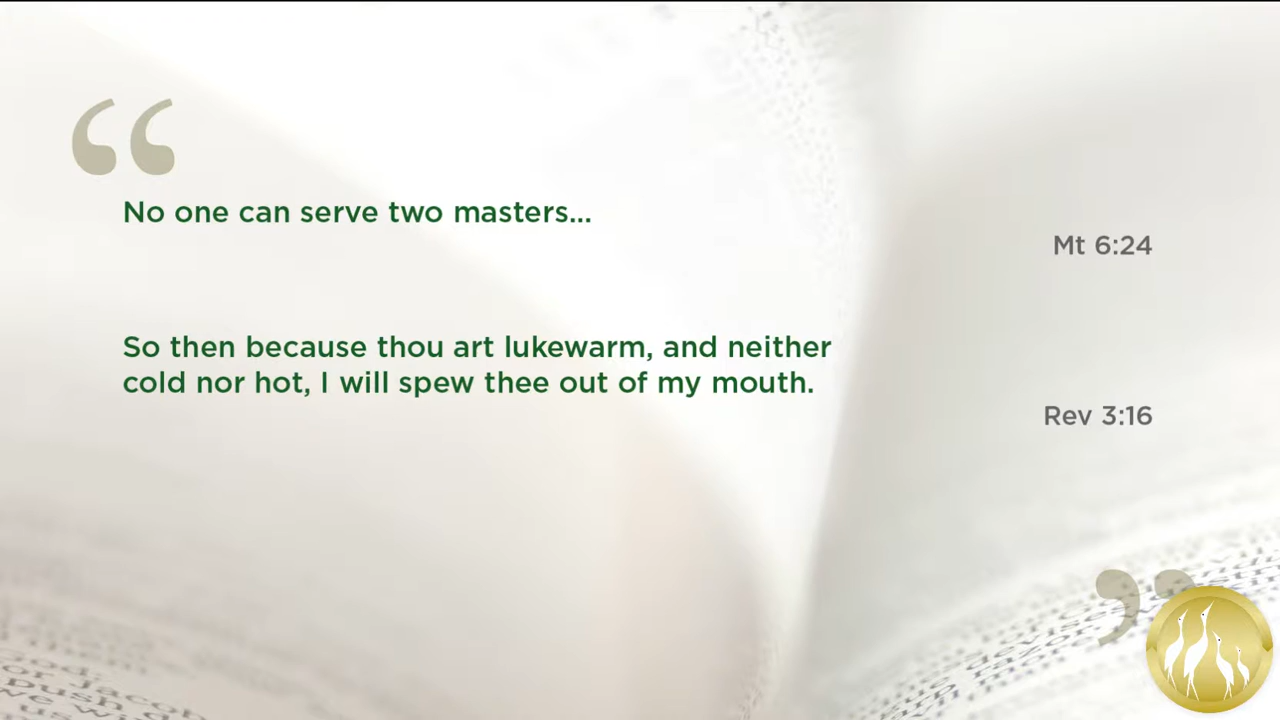 No one can serve two masters...
Mt 6:24
So then because thou art lukewarm, and neither
cold nor hot, I will spew thee out of my mouth.
Rev 3:16